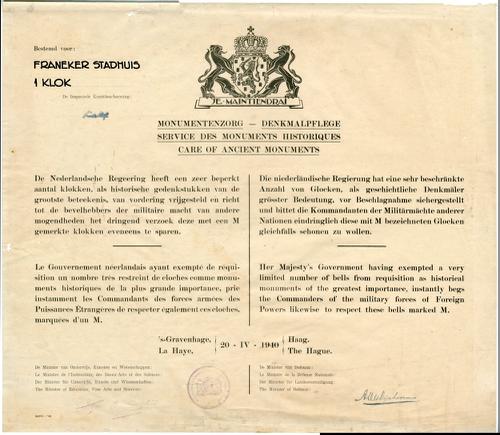 Bestemd voor:
FRANEKER STADHUIS
1 KLOK
De Inspectie Kunstbescherming:
JE·MAINTIENDRAI
MONUMENTENZORG — DENKMALPFLEGE
SERVICE DES MONUMENTS HISTORIQUES
CARE OF ANCIENT MONUMENTS
De Nederlandsche Regeering heeft een zeer beperkt
aantal klokken, als historische gedenkstukken van de
grootste beteekenis, van vordering vrijgesteld en richt
tot de bevelhebbers der militaire macht van andere
mogendheden het dringend verzoek deze met een M
gemerkte klokken eveneens te sparen.
Die niederländische Regierung hat eine sehr beschränkte
Anzahl von Glocken, als geschichtliche Denkmäler
grösster Bedeutung, vor Beschlagnahme sichergestellt
und bittet die Kommandanten der Militärmächte anderer
Nationen eindringlich diese mit M bezeichneten Glocken
gleichfalls schonen zu wollen.
Le Gouvernement néerlandais ayant exempté de réqui-
sition un nombre très restreint de cloches comme monu-
ments historiques de la plus grande importance, prie
instamment les Commandants des forces armées des
Puissances Etrangères de respecter également ces cloches,
marquées d'un M.
Her Majesty's Government having exempted a very
limited number of bells from requisition as historical
monuments of the greatest importance, instantly begs
the Commanders of the military forces of Foreign
Powers likewise to respect these bells marked M.
's-Gravenhage, Haag,
20 - IV - 1940
La Haye, The Hague.
De Minister van Onderwijs, Kunsten en Wetenschappen:
Le Ministre de l'Instruction, des Beaux Arts et des Sciences:
Der Minister für Unterricht, Künste und Wissenschaften:
The Minister of Education, Fine Arts and Sciences:
De Minister van Defensie:
Le Ministre de la Défense Nationale:
Der Minister für Landesverteidigung:
The Minister of Defence: